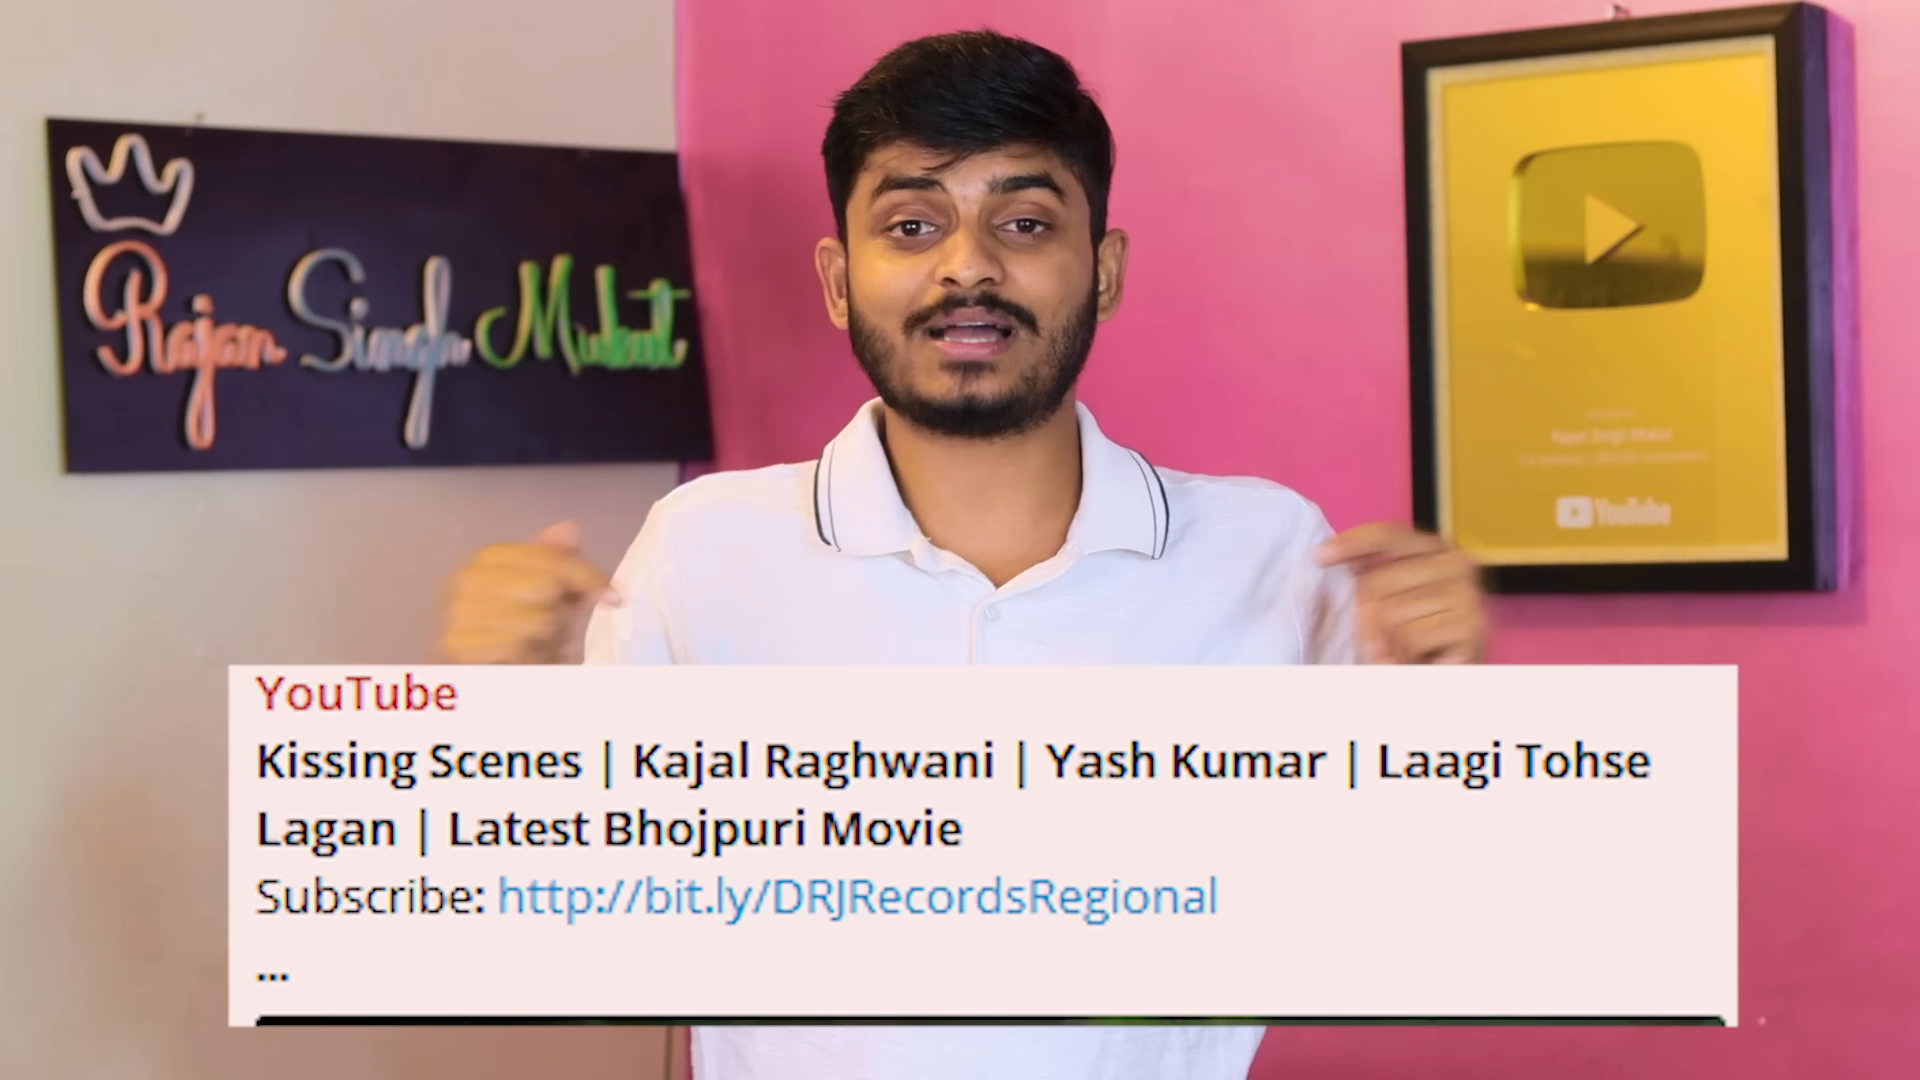 Rajan Singh Mukut
YouTube
YouTube
Kissing Scenes | Kajal Raghwani | Yash Kumar | Laagi Tohse
Lagan | Latest Bhojpuri Movie
Subscribe: http://bit.ly/DRJRecordsRegional
...